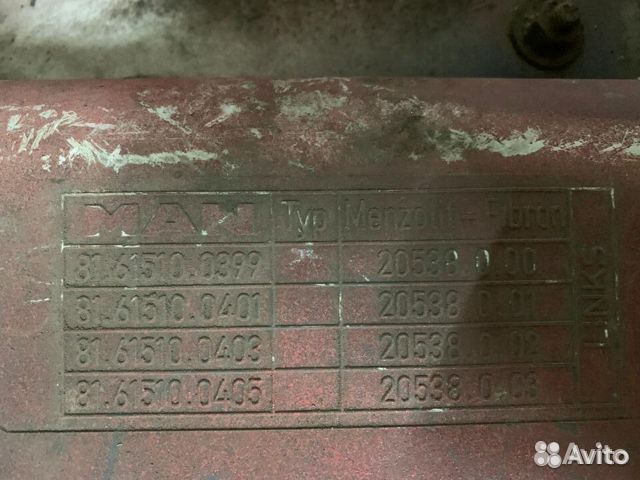 MAN Typ Menzolit-Fibron
81.61510.0399 20538.0.00
81.61510.0401 20538.0.01
81.61510.0403 20538.0.02
81.61510.0405 20538.0.03
LINKS
Avito